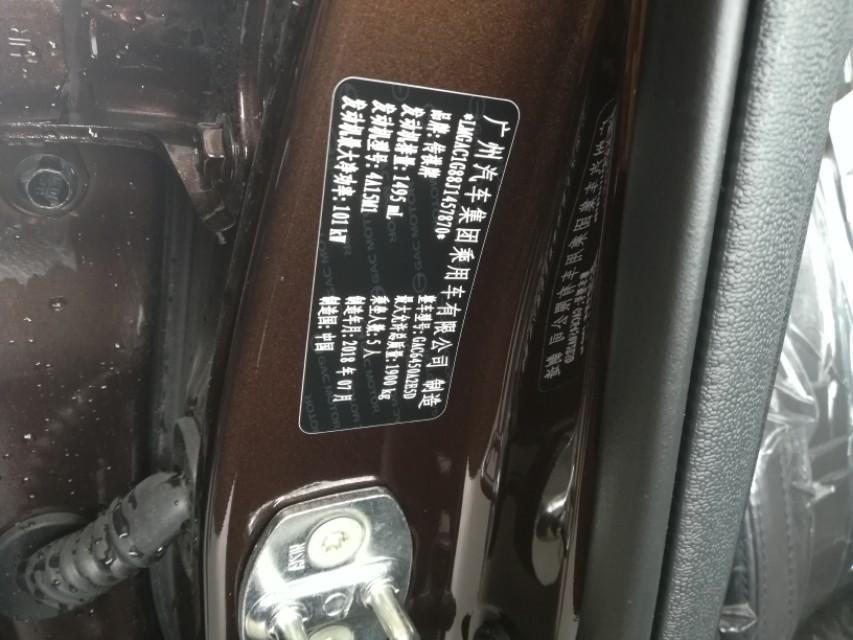 广州汽车集团乘用车有限公司 制造
*LMGAC1G88J1457870*
品牌: 传祺牌
整车型号: GAC6450A2B5D
发动机排量: 1495 mL
最大允许总质量: 1900 kg
发动机型号: 4A15M1
乘坐人数: 5 人
发动机最大净功率: 101 kW
制造年月: 2018 年 07 月
制造国: 中国